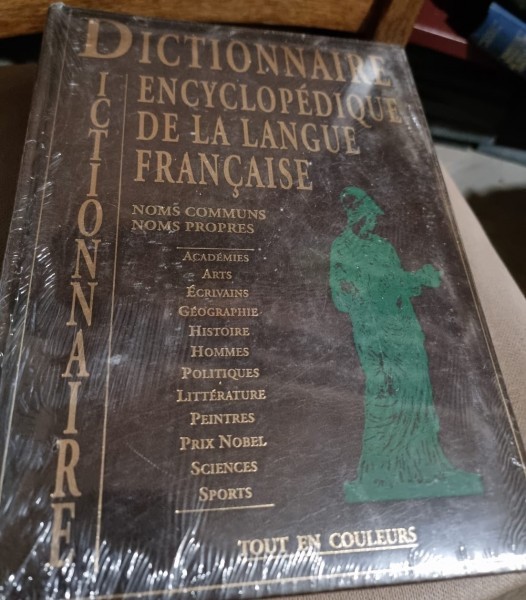 DICTIONNAIRE
ENCYCLOPÉDIQUE
DE LA LANGUE
FRANÇAISE
DICTIONNAIRE
NOMS COMMUNS
NOMS PROPRES
ACADÉMIES
ARTS
ÉCRIVAINS
GÉOGRAPHIE
HISTOIRE
HOMMES
POLITIQUES
LITTÉRATURE
PEINTRES
PRIX NOBEL
SCIENCES
SPORTS
TOUT EN COULEURS